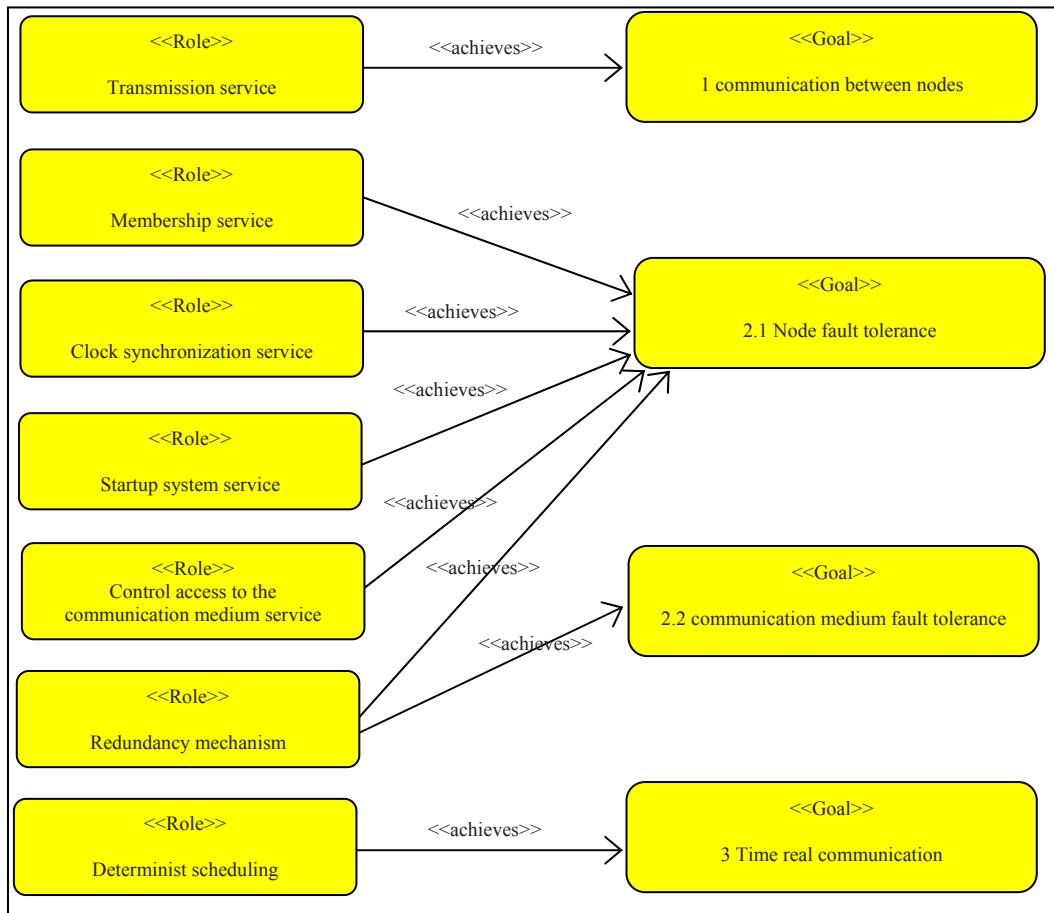 <<Role>>
Transmission service
<<achieves>>
<<Goal>>
1 communication between nodes
<<Role>>
Membership service
<<achieves>>
<<Role>>
Clock synchronization service
<<achieves>>
<<Goal>>
2.1 Node fault tolerance
<<Role>>
Startup system service
<<achieves>>
<<Role>>
Control access to the
communication medium service
<<achieves>>
<<achieves>>
<<Goal>>
2.2 communication medium fault tolerance
<<Role>>
Redundancy mechanism
<<achieves>>
<<Role>>
Determinist scheduling
<<achieves>>
<<Goal>>
3 Time real communication